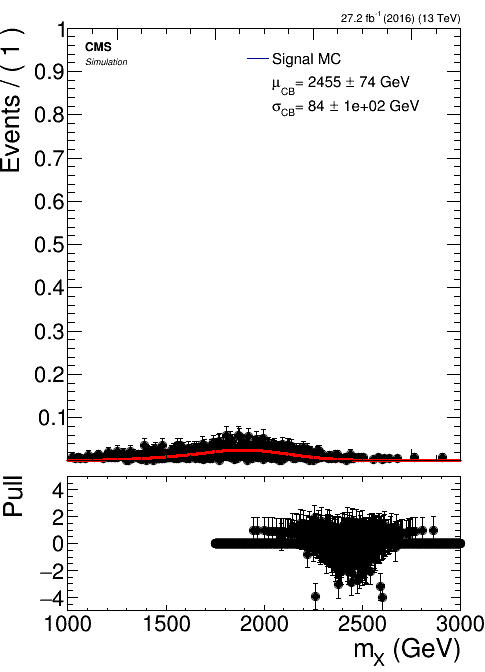 27.2 fb⁻¹ (2016) (13 TeV)
CMS
Simulation
Signal MC
μ_CB= 2455 ± 74 GeV
σ_CB= 84 ± 1e+02 GeV
Events / ( 1 )
1
0.9
0.8
0.7
0.6
0.5
0.4
0.3
0.2
0.1
Pull
4
2
0
−2
−4
1000 1500 2000 2500 3000
m_X (GeV)